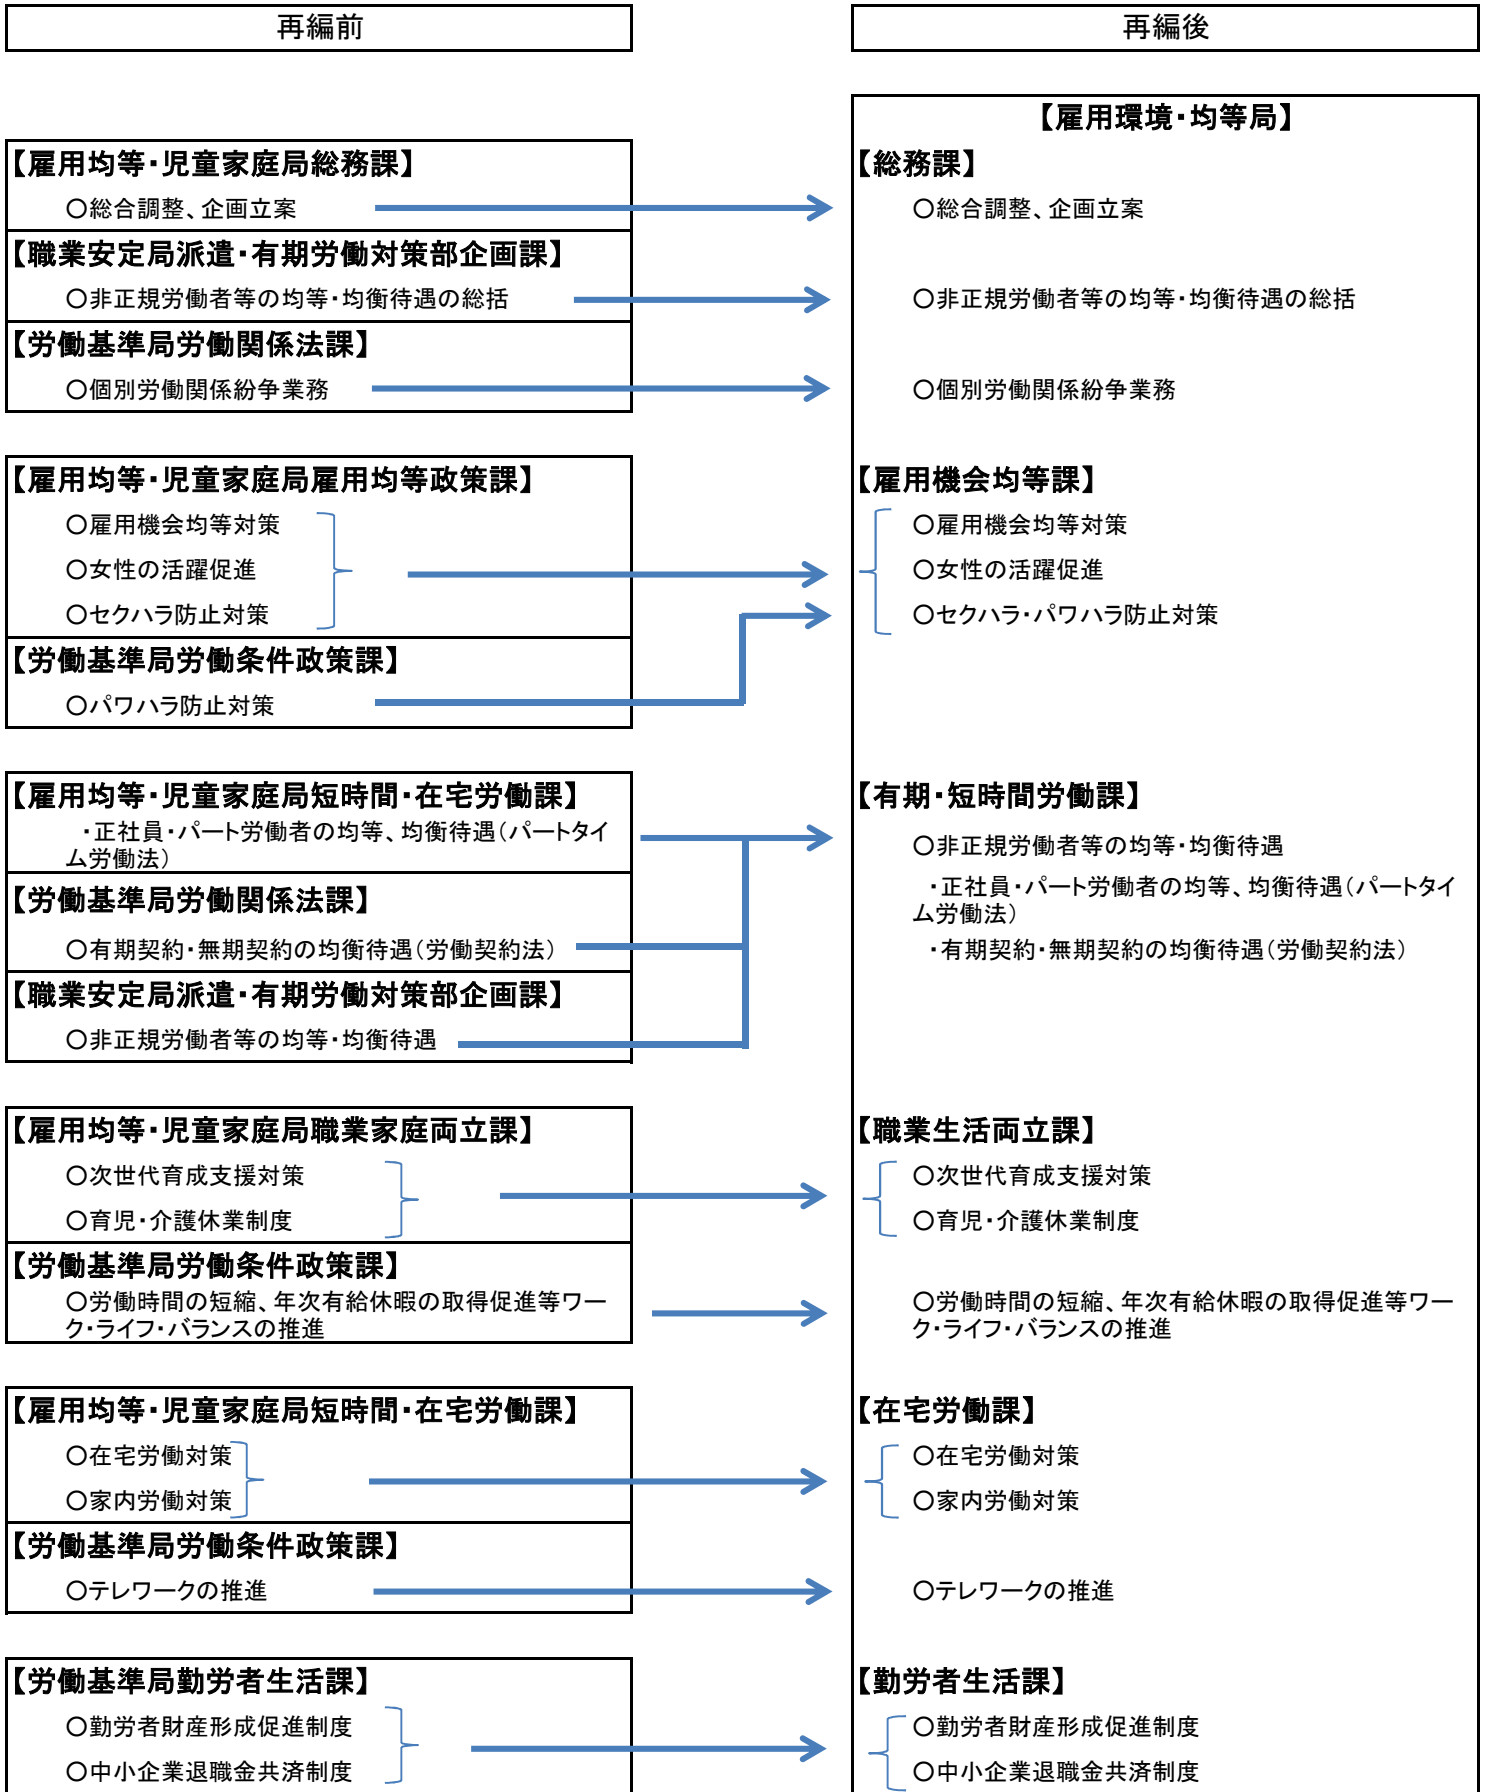 再編前
【雇用均等・児童家庭局総務課】
○総合調整、企画立案
【職業安定局派遣・有期労働対策部企画課】
○非正規労働者等の均等・均衡待遇の総括
【労働基準局労働関係法課】
○個別労働関係紛争業務
【雇用均等・児童家庭局雇用均等政策課】
○雇用機会均等対策
○女性の活躍促進
○セクハラ防止対策
【労働基準局労働条件政策課】
○パワハラ防止対策
【雇用均等・児童家庭局短時間・在宅労働課】
・正社員・パート労働者の均等、均衡待遇（パートタイ
ム労働法）
【労働基準局労働関係法課】
○有期契約・無期契約の均衡待遇（労働契約法）
【職業安定局派遣・有期労働対策部企画課】
○非正規労働者等の均等・均衡待遇
【雇用均等・児童家庭局職業家庭両立課】
○次世代育成支援対策
○育児・介護休業制度
【労働基準局労働条件政策課】
○労働時間の短縮、年次有給休暇の取得促進等ワー
ク・ライフ・バランスの推進
【雇用均等・児童家庭局短時間・在宅労働課】
○在宅労働対策
○家内労働対策
【労働基準局労働条件政策課】
○テレワークの推進
【労働基準局勤労者生活課】
○勤労者財産形成促進制度
○中小企業退職金共済制度
再編後
【雇用環境・均等局】
【総務課】
○総合調整、企画立案
○非正規労働者等の均等・均衡待遇の総括
○個別労働関係紛争業務
【雇用機会均等課】
○雇用機会均等対策
○女性の活躍促進
○セクハラ・パワハラ防止対策
【有期・短時間労働課】
○非正規労働者等の均等・均衡待遇
・正社員・パート労働者の均等、均衡待遇（パートタイ
ム労働法）
・有期契約・無期契約の均衡待遇（労働契約法）
【職業生活両立課】
○次世代育成支援対策
○育児・介護休業制度
○労働時間の短縮、年次有給休暇の取得促進等ワー
ク・ライフ・バランスの推進
【在宅労働課】
○在宅労働対策
○家内労働対策
○テレワークの推進
【勤労者生活課】
○勤労者財産形成促進制度
○中小企業退職金共済制度